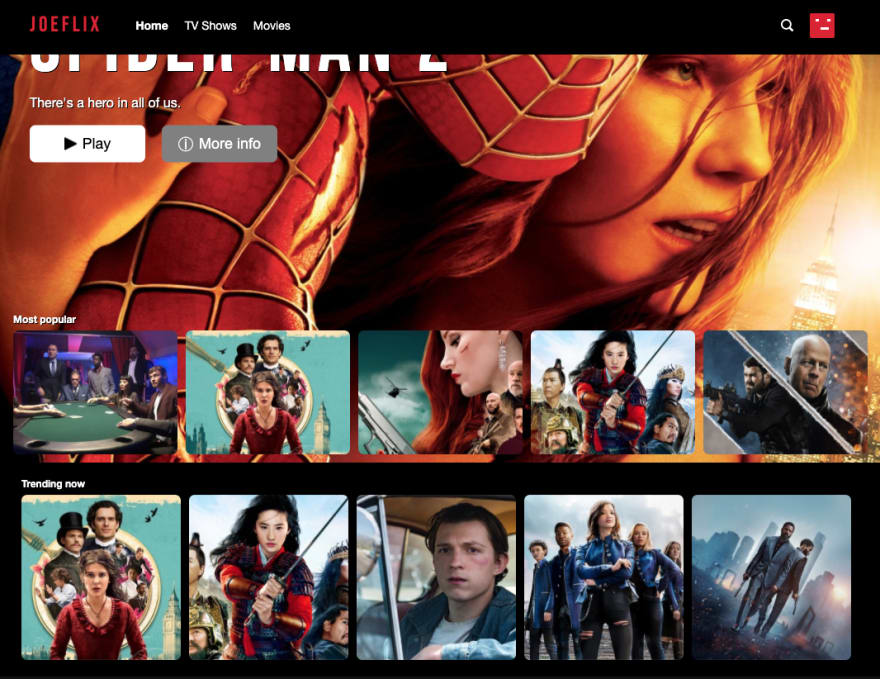 JOEFLIX
Home TV Shows Movies
SPIDER-MAN 2
There's a hero in all of us.
Play More info
Most popular
Trending now